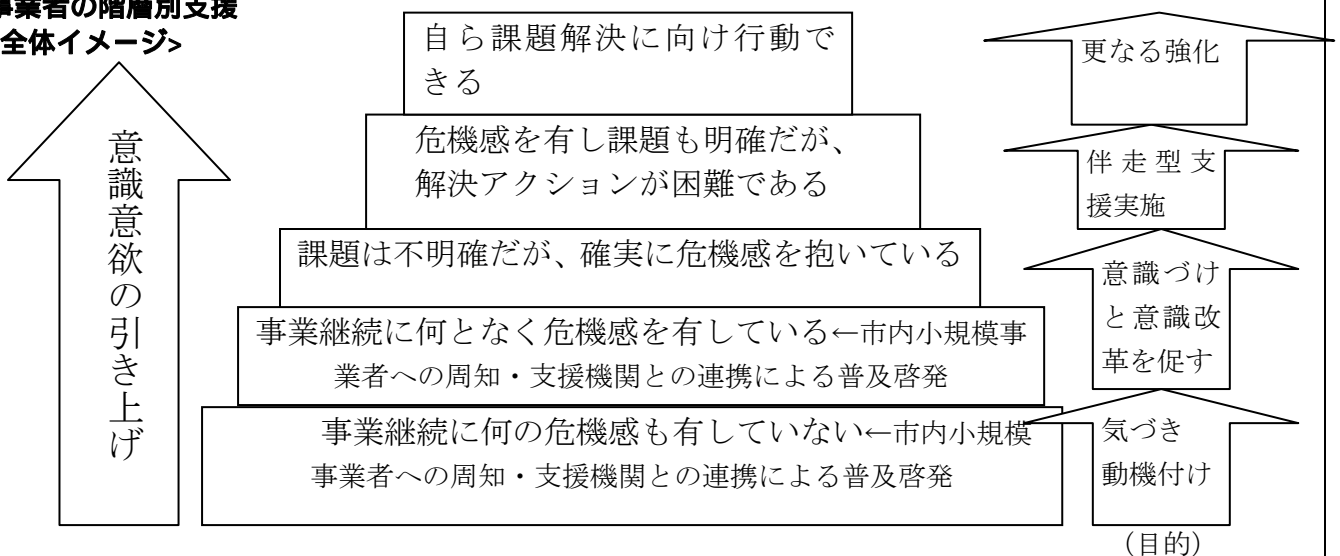 事業者の階層別支援
全体イメージ>
意識意欲の引き上げ
自ら課題解決に向け行動で
きる
危機感を有し課題も明確だが、
解決アクションが困難である
課題は不明確だが、確実に危機感を抱いている
事業継続に何となく危機感を有している←市内小規模事
業者への周知・支援機関との連携による普及啓発
事業継続に何の危機感も有していない←市内小規模
事業者への周知・支援機関との連携による普及啓発
更なる強化
伴走型支
援実施
意識づけ
と意識改
革を促す
気づき
動機付け
（目的）